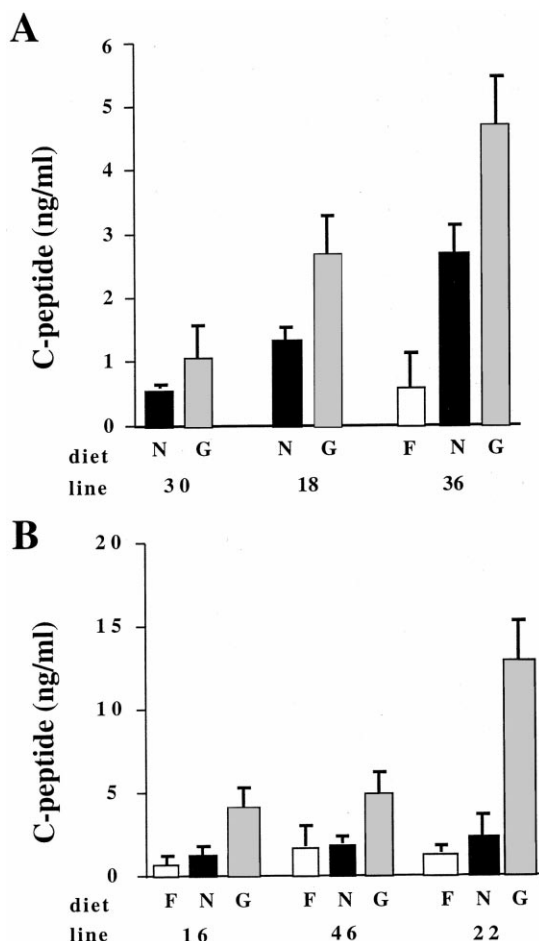 A
C-peptide (ng/ml)
6
5
4
3
2
1
0
diet N G N G F N G
line 30 18 36
B
C-peptide (ng/ml)
20
15
10
5
0
diet F N G F N G F N G
line 16 46 22